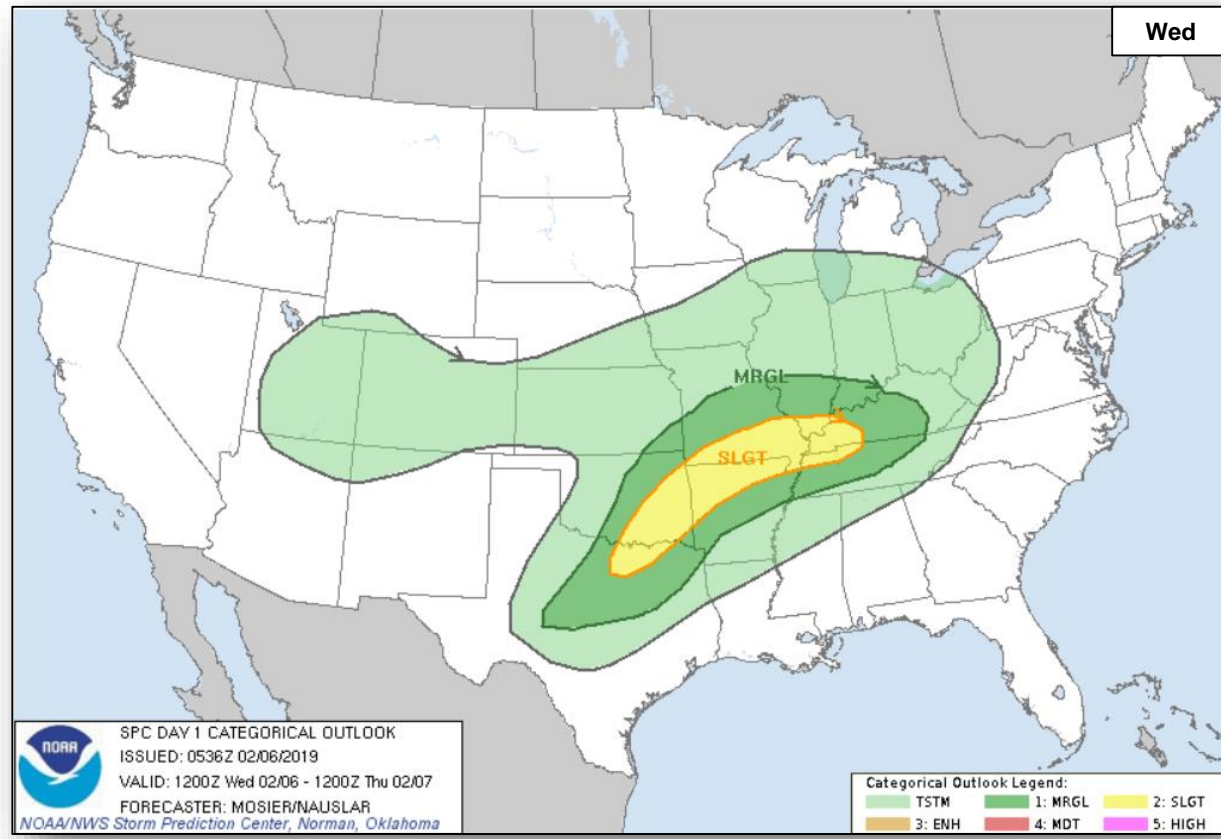 Wed
MRGL
SLGT
NOAA
SPC DAY 1 CATEGORICAL OUTLOOK
ISSUED: 0536Z 02/06/2019
VALID: 1200Z Wed 02/06 - 1200Z Thu 02/07
FORECASTER: MOSIER/NAUSLAR
NOAA/NWS Storm Prediction Center, Norman, Oklahoma
Categorical Outlook Legend:
TSTM 1: MRGL 2: SLGT
3: ENH 4: MDT 5: HIGH